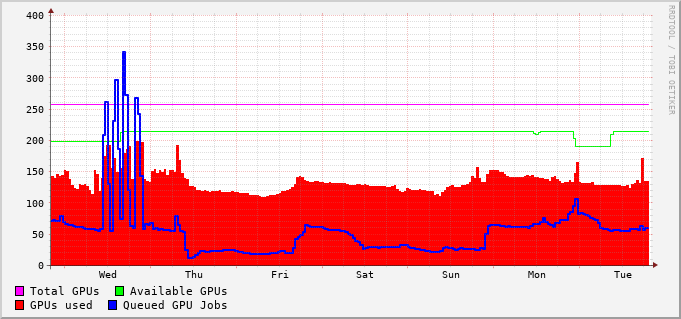 RRDTOOL / TOBI OETIKER
400
350
300
250
200
150
100
50
0
Wed Thu Fri Sat Sun Mon Tue
Total GPUs Available GPUs
GPUs used Queued GPU Jobs